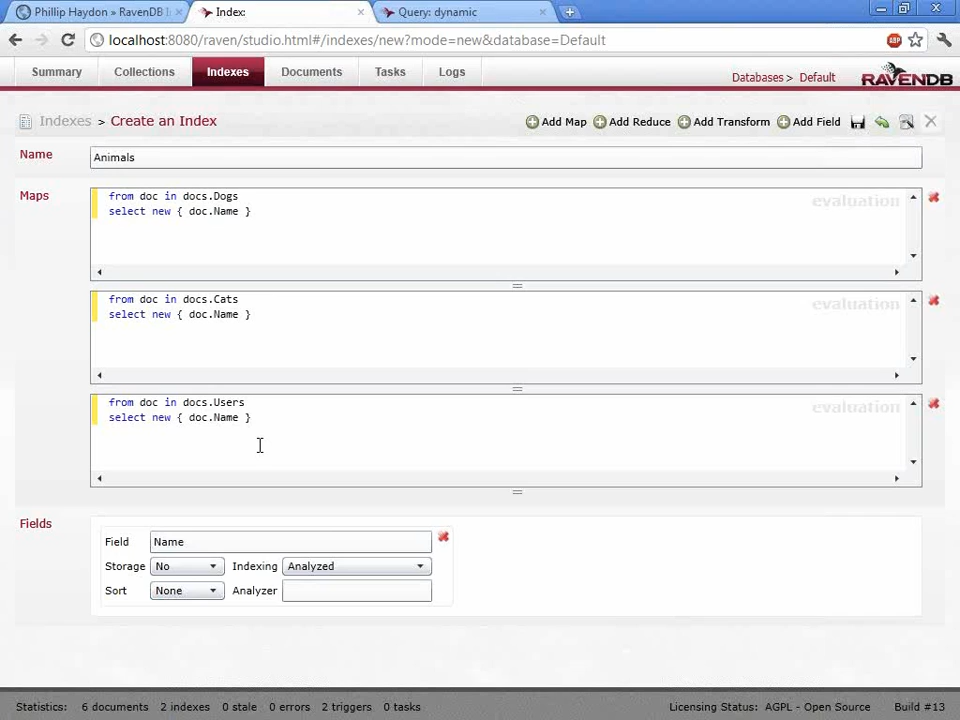 Phillip Haydon » RavenDB
Index:
Query: dynamic
localhost:8080/raven/studio.html#/indexes/new?mode=new&database=Default
ABP
Summary
Collections
Indexes
Documents
Tasks
Logs
Databases > Default
RAVENDB
Indexes > Create an Index
Add Map
Add Reduce
Add Transform
Add Field
Name
Animals
Maps
from doc in docs.Dogs
select new { doc.Name }
evaluation
from doc in docs.Cats
select new { doc.Name }
evaluation
from doc in docs.Users
select new { doc.Name }
evaluation
Fields
Field
Name
Storage
No
Indexing
Analyzed
Sort
None
Analyzer
Statistics: 6 documents 2 indexes 0 stale 0 errors 2 triggers 0 tasks
Licensing Status: AGPL - Open Source Build #13